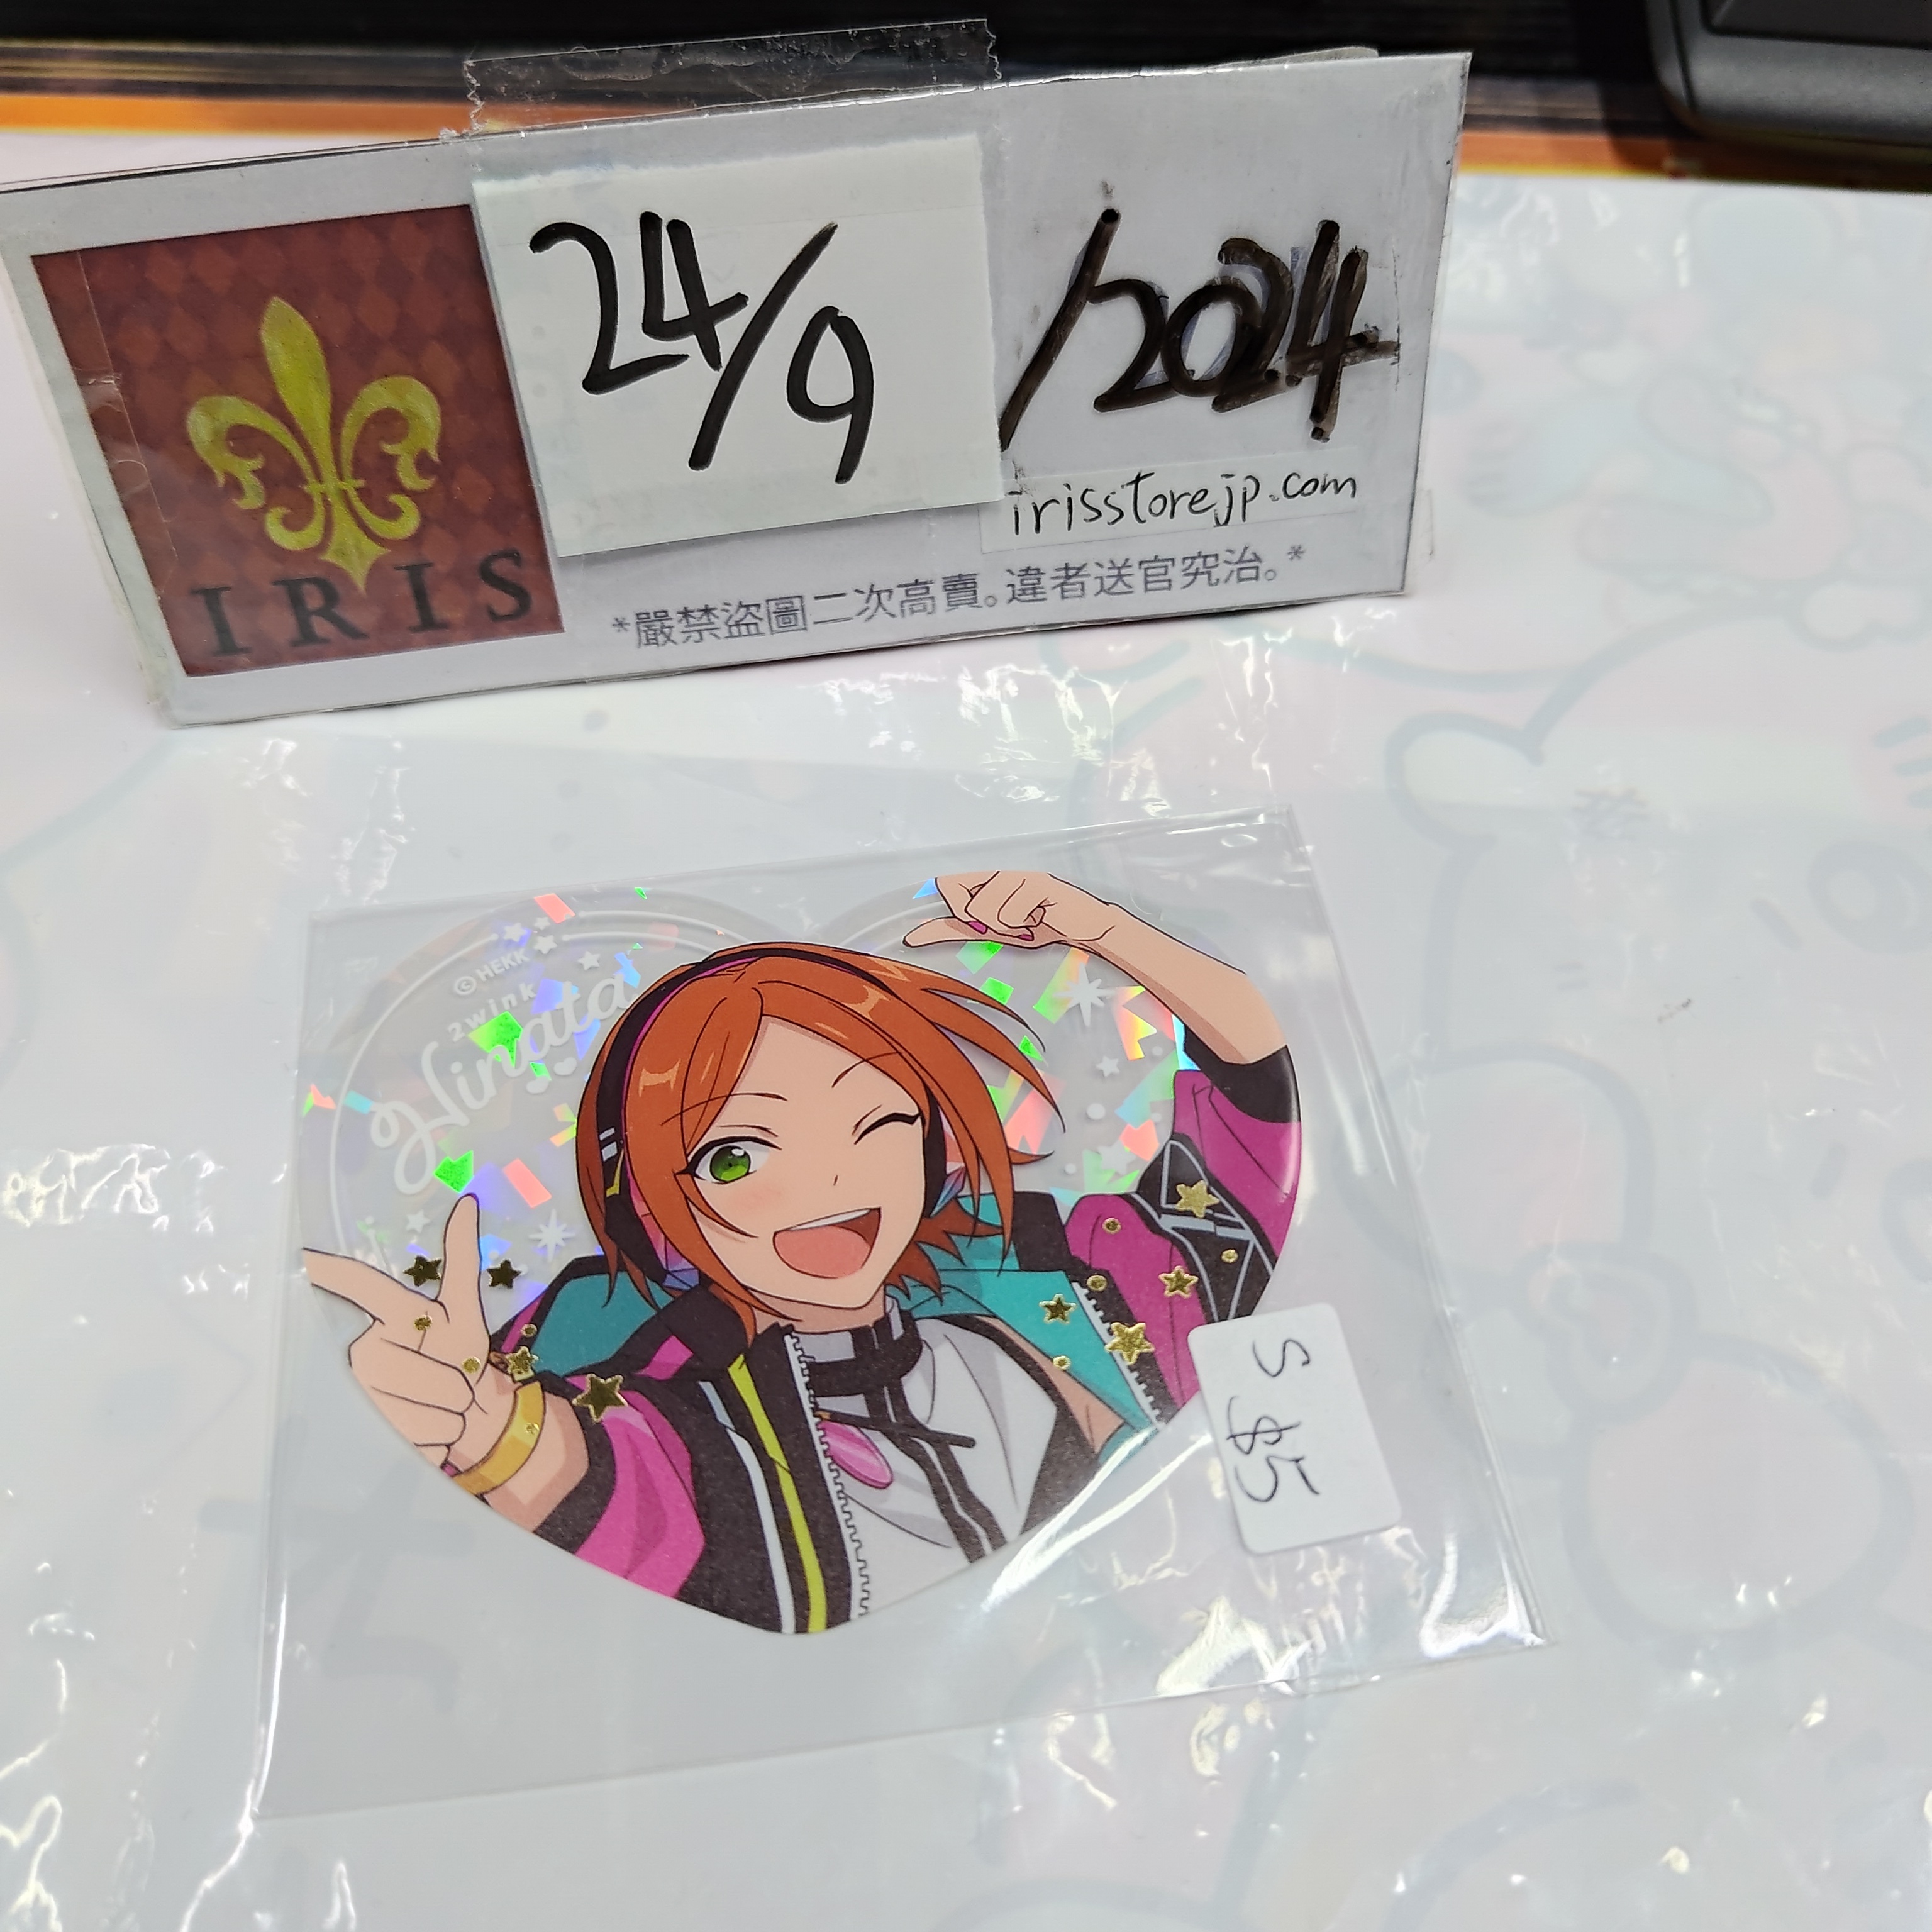 24/9/2024
irisstorejp.com
IRIS
*嚴禁盜圖二次高賣。違者送官究治。*
©HEKK
2wink
Hinata
S $5